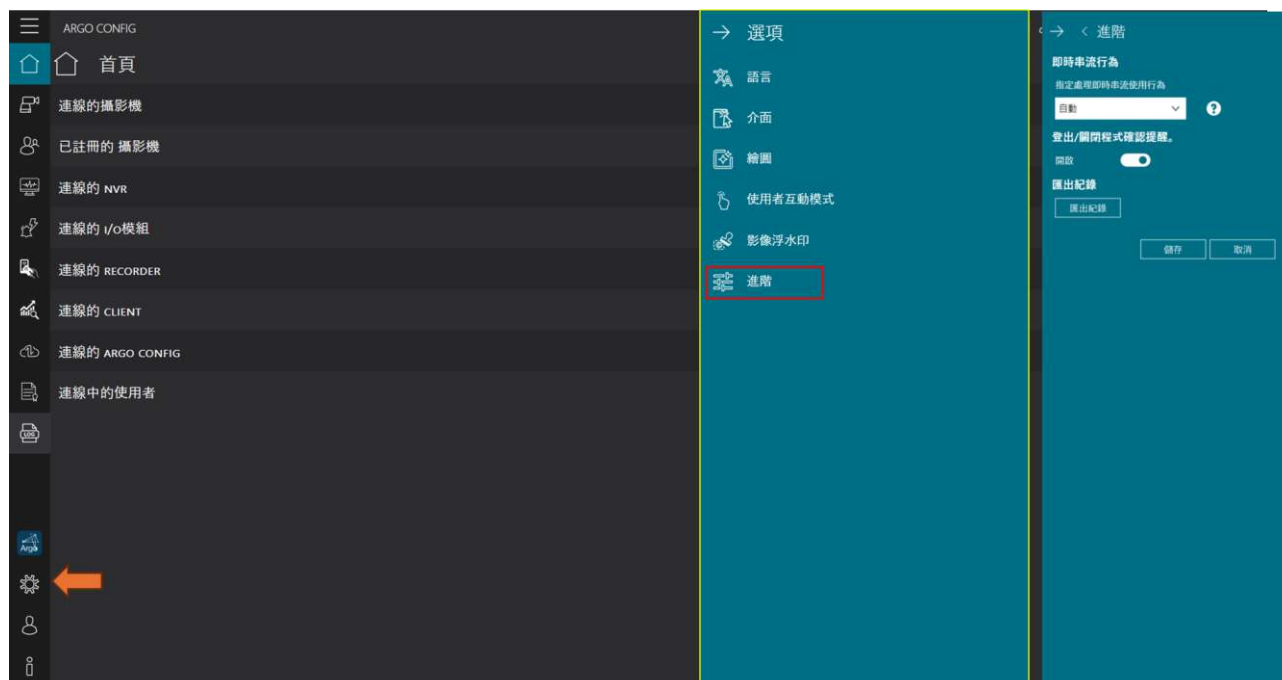 ARGO CONFIG
首頁
連線的攝影機
已註冊的 攝影機
連線的 NVR
連線的 I/O模組
連線的 RECORDER
連線的 CLIENT
連線的 ARGO CONFIG
連線中的使用者
LOG
Argo
選項
語言
介面
繪圖
使用者互動模式
影像浮水印
進階
進階
即時串流行為
指定處理即時串流使用行為
自動
?
登出/關閉程式確認提醒。
開啟
匯出紀錄
匯出紀錄
儲存 取消